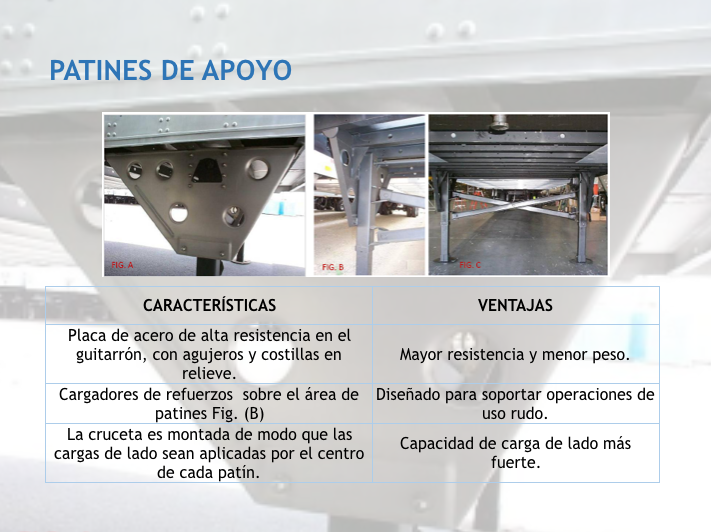 PATINES DE APOYO
FIG. A.
FIG. B
FIG. C
CARACTERÍSTICAS
VENTAJAS
Placa de acero de alta resistencia en el
guitarrón, con agujeros y costillas en
relieve.
Mayor resistencia y menor peso.
Cargadores de refuerzos  sobre el área de
patines Fig. (B)
Diseñado para soportar operaciones de
uso rudo.
La cruceta es montada de modo que las
cargas de lado sean aplicadas por el centro
de cada patín.
Capacidad de carga de lado más
fuerte.